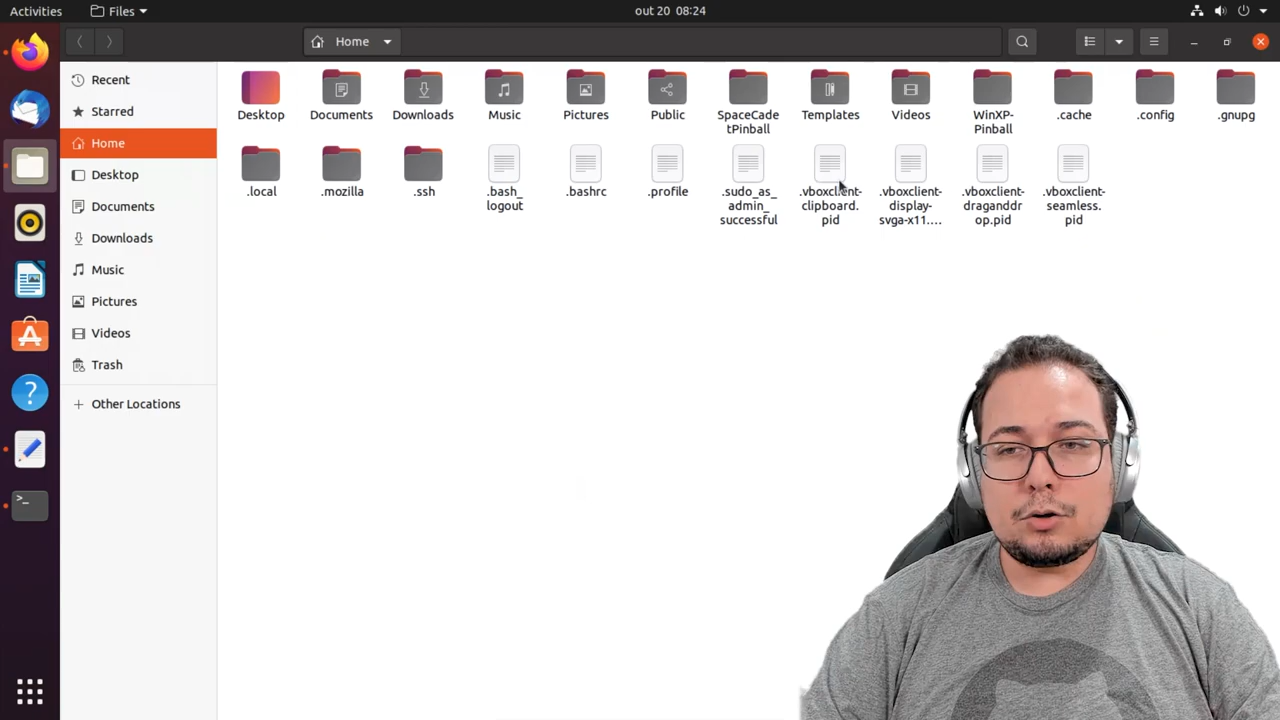 Activities
Files
out 20 08:24
Home
Recent
Starred
Home
Desktop
Documents
Downloads
Music
Pictures
Videos
Trash
Other Locations
Desktop
Documents
Downloads
Music
Pictures
Public
SpaceCade
tPinball
Templates
Videos
WinXP-
Pinball
.cache
.config
.gnupg
.local
.mozilla
.ssh
.bash_
logout
.bashrc
.profile
.sudo_as_
admin_
successful
.vboxclient-
clipboard.
pid
.vboxclient-
display-
svga-x11....
.vboxclient-
draganddr
op.pid
.vboxclient-
seamless.
pid